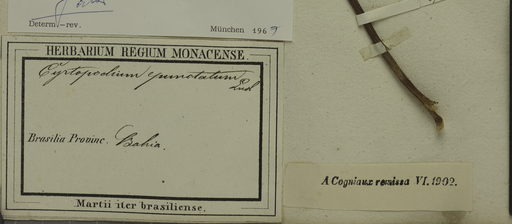 Determ.—rev.
München 1969
HERBARIUM REGIUM MONACENSE.
Cyrtopodium punctatum
Lindl
Brasilia Provinc. Bahia.
Martii iter brasiliense.
A Cogniaux revisa VI. 1902.